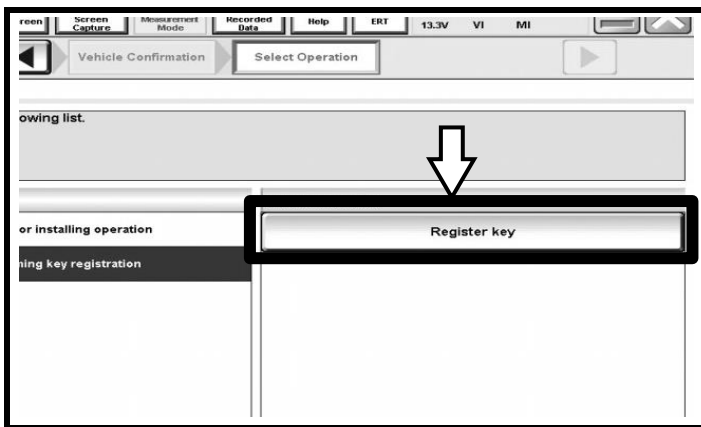 reen Screen Capture Measurement Mode Recorded Data Help ERT 13.3V VI MI
Vehicle Confirmation Select Operation
owing list.
or installing operation Register key
ning key registration